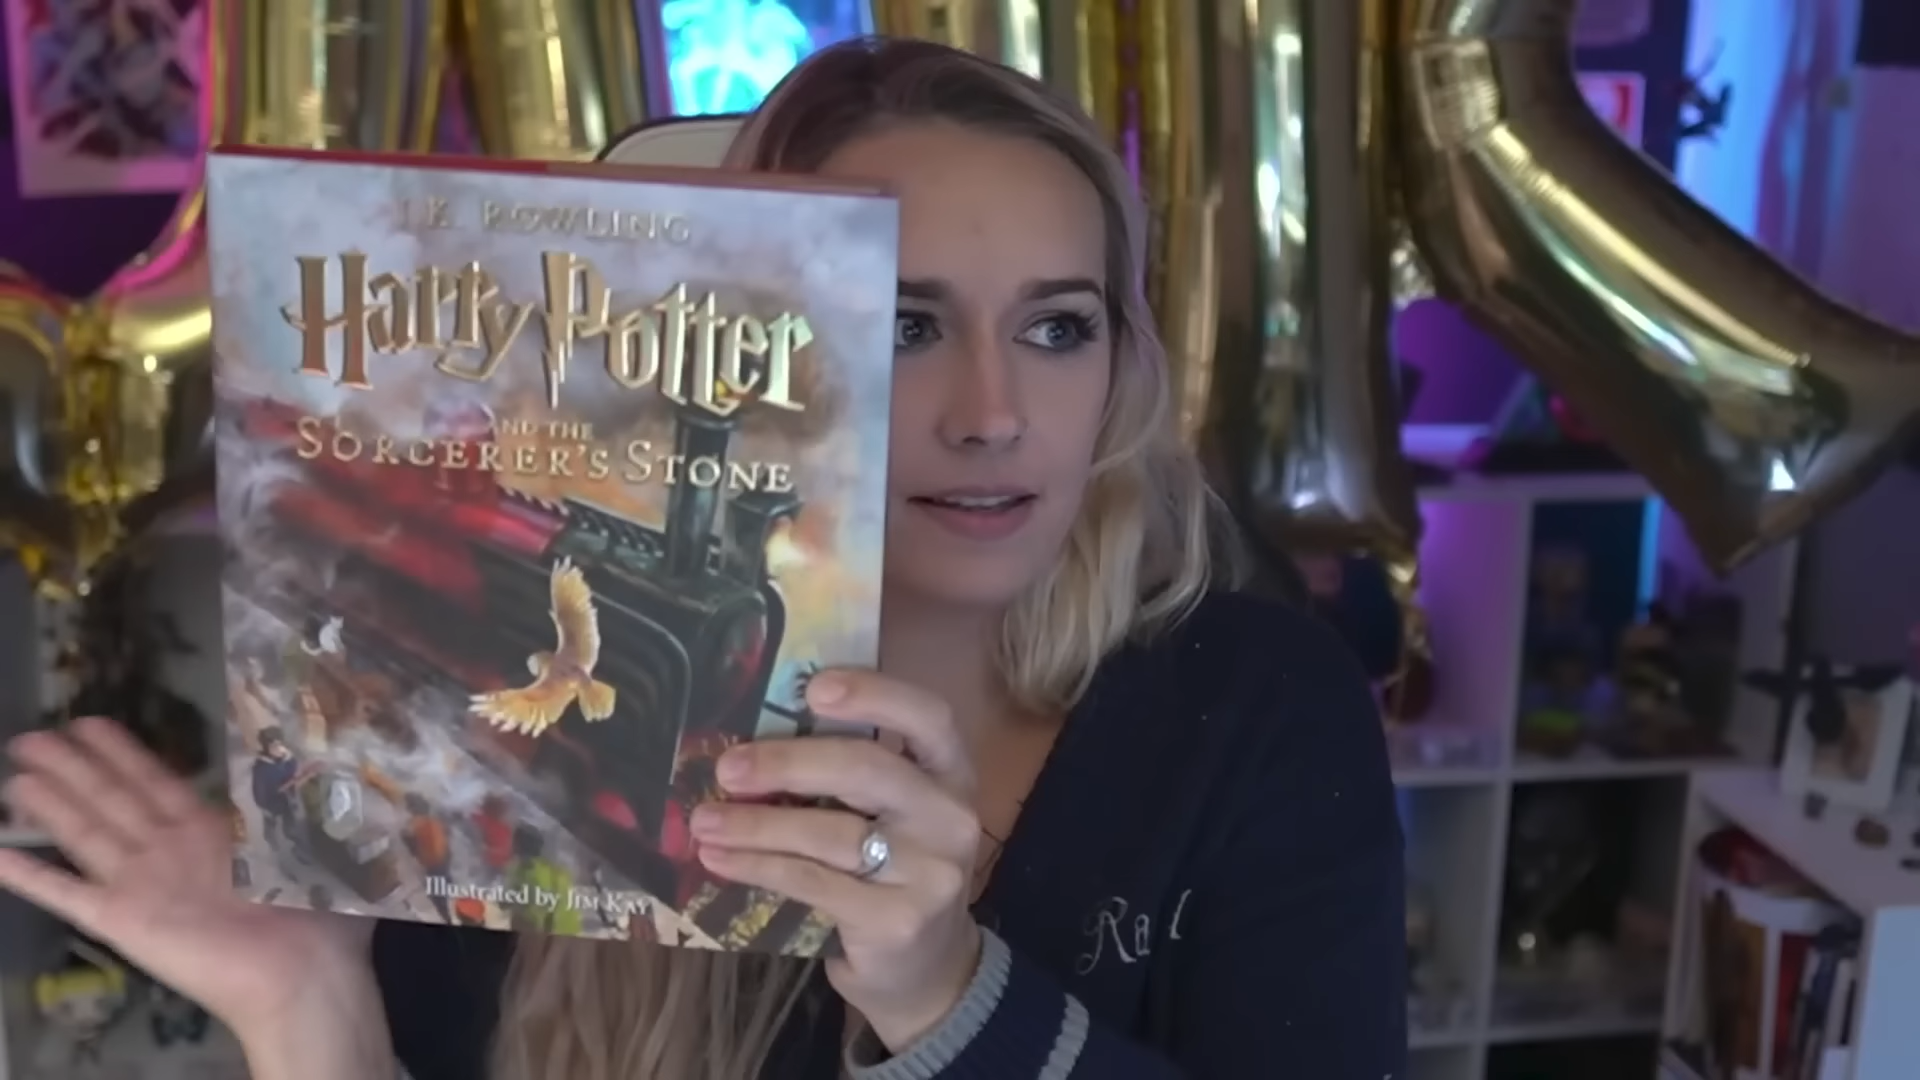 J.K. ROWLING
Harry Potter
AND THE
SORCERER'S STONE
Illustrated by JIM KAY